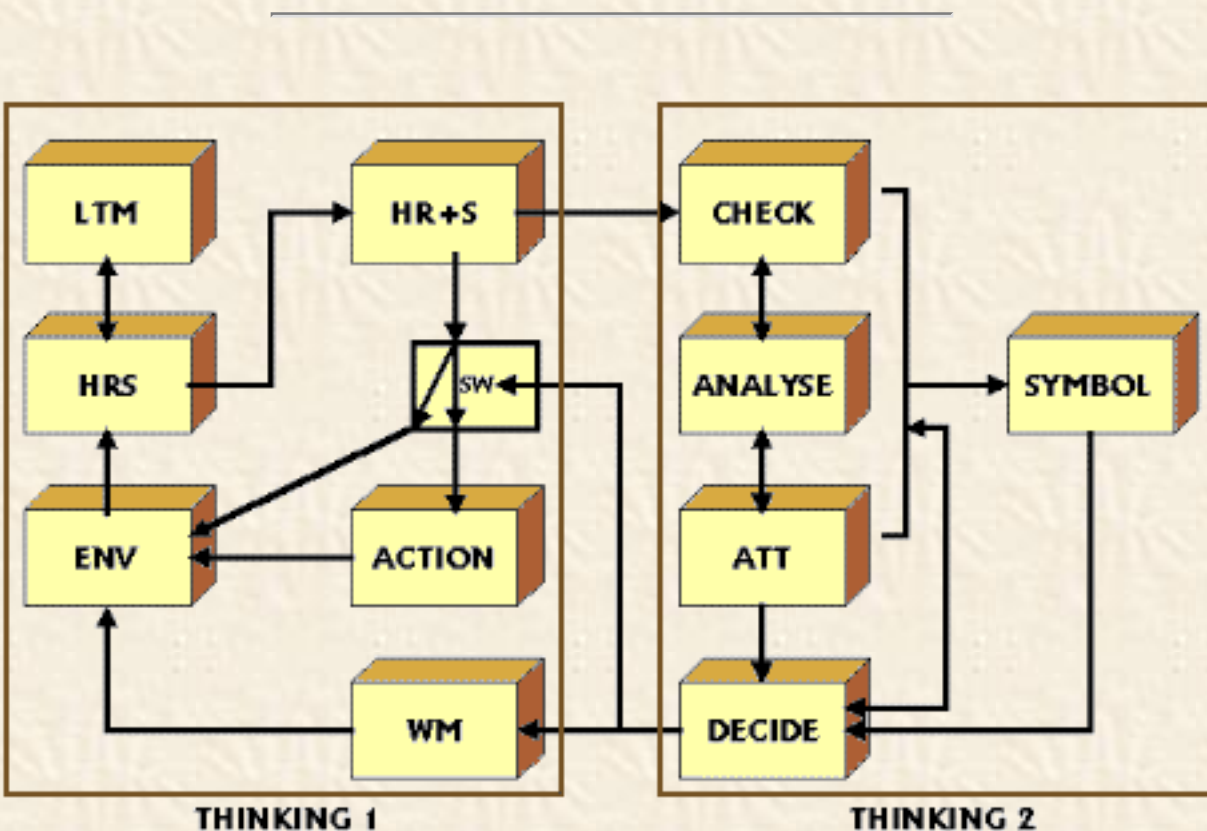 LTM
HR+S
CHECK
HRS
SW
ANALYSE
SYMBOL
ENV
ACTION
ATT
WM
DECIDE
THINKING 1
THINKING 2